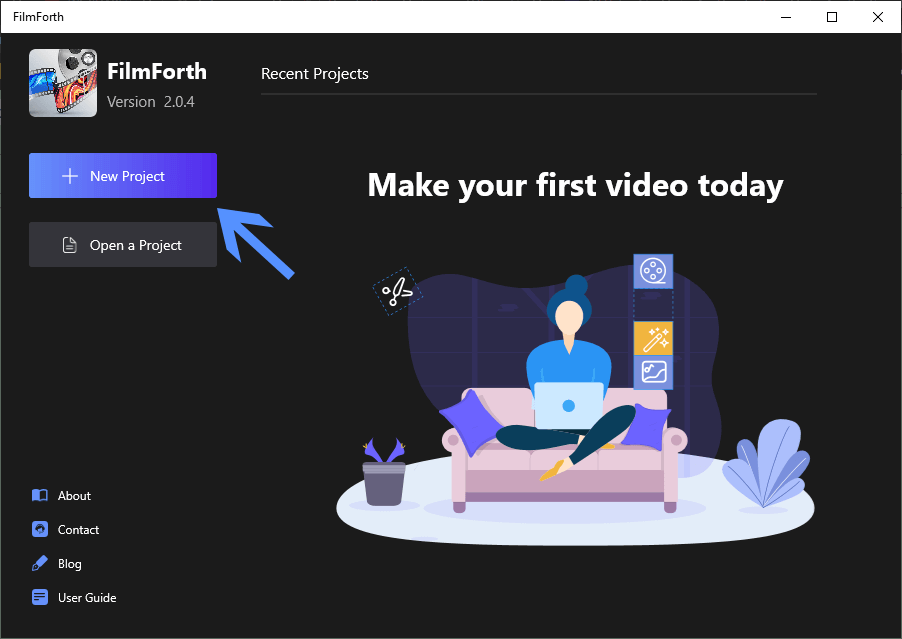 FilmForth
FilmForth
Version 2.0.4
Recent Projects
New Project
Open a Project
Make your first video today
About
Contact
Blog
User Guide